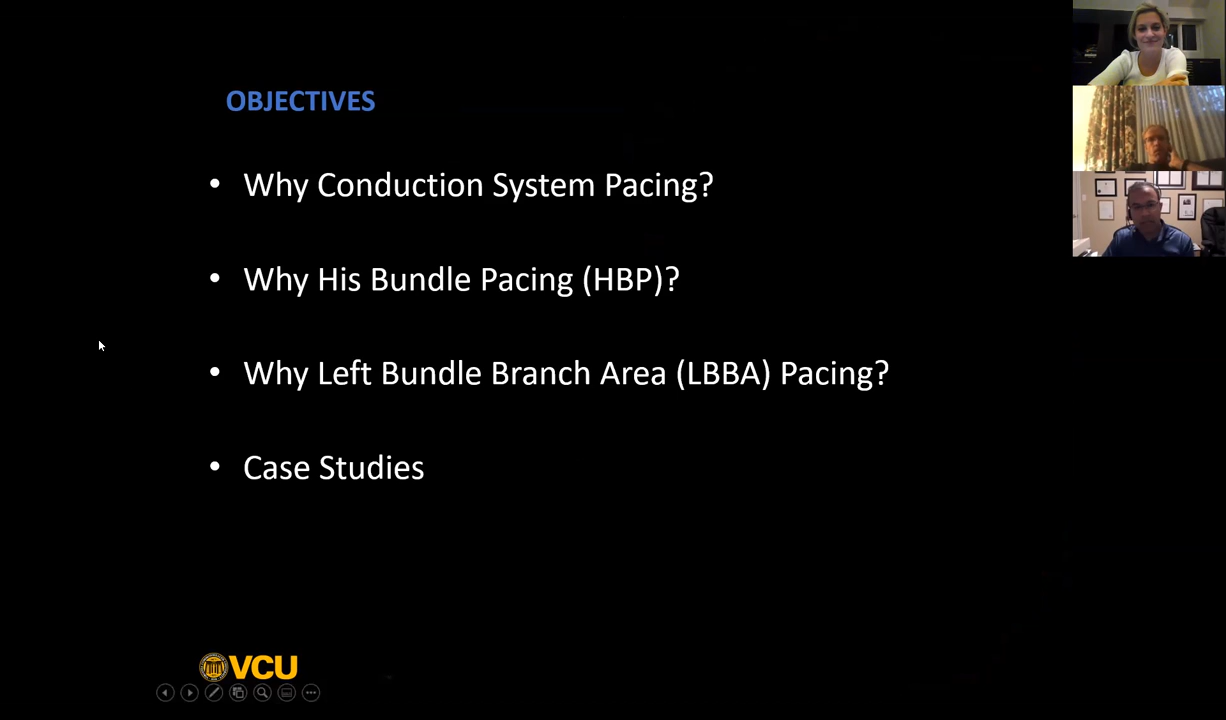 OBJECTIVES
• Why Conduction System Pacing?
• Why His Bundle Pacing (HBP)?
• Why Left Bundle Branch Area (LBBA) Pacing?
• Case Studies
VCU